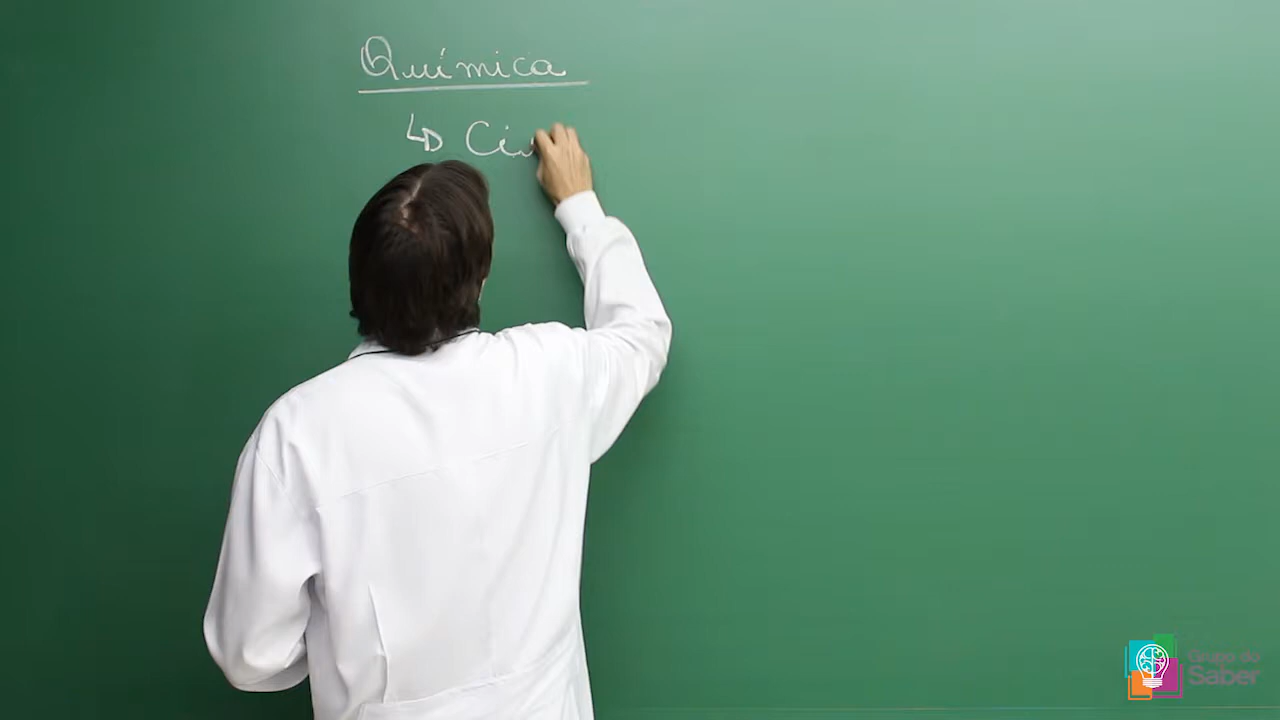 Química
↳ Ci
Grupo do
Saber